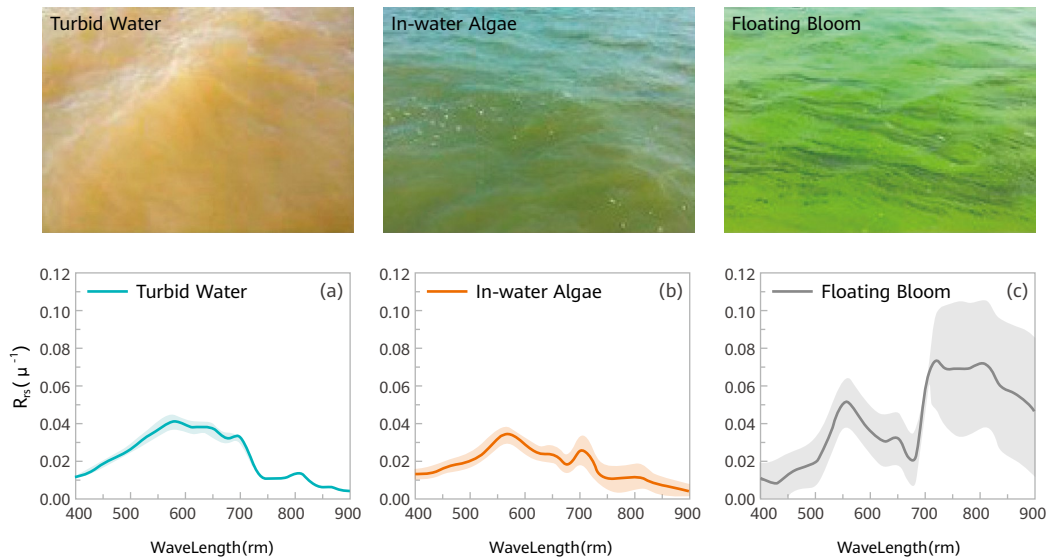 Turbid Water
In-water Algae
Floating Bloom
0.12
0.10
0.08
0.06
0.04
0.02
0.00
R_rs( μ⁻¹)
Turbid Water
(a)
400 500 600 700 800 900
WaveLength(rm)
0.12
0.10
0.08
0.06
0.04
0.02
0.00
In-water Algae
(b)
400 500 600 700 800 900
WaveLength(rm)
0.12
0.10
0.08
0.06
0.04
0.02
0.00
Floating Bloom
(c)
400 500 600 700 800 900
WaveLength(rm)